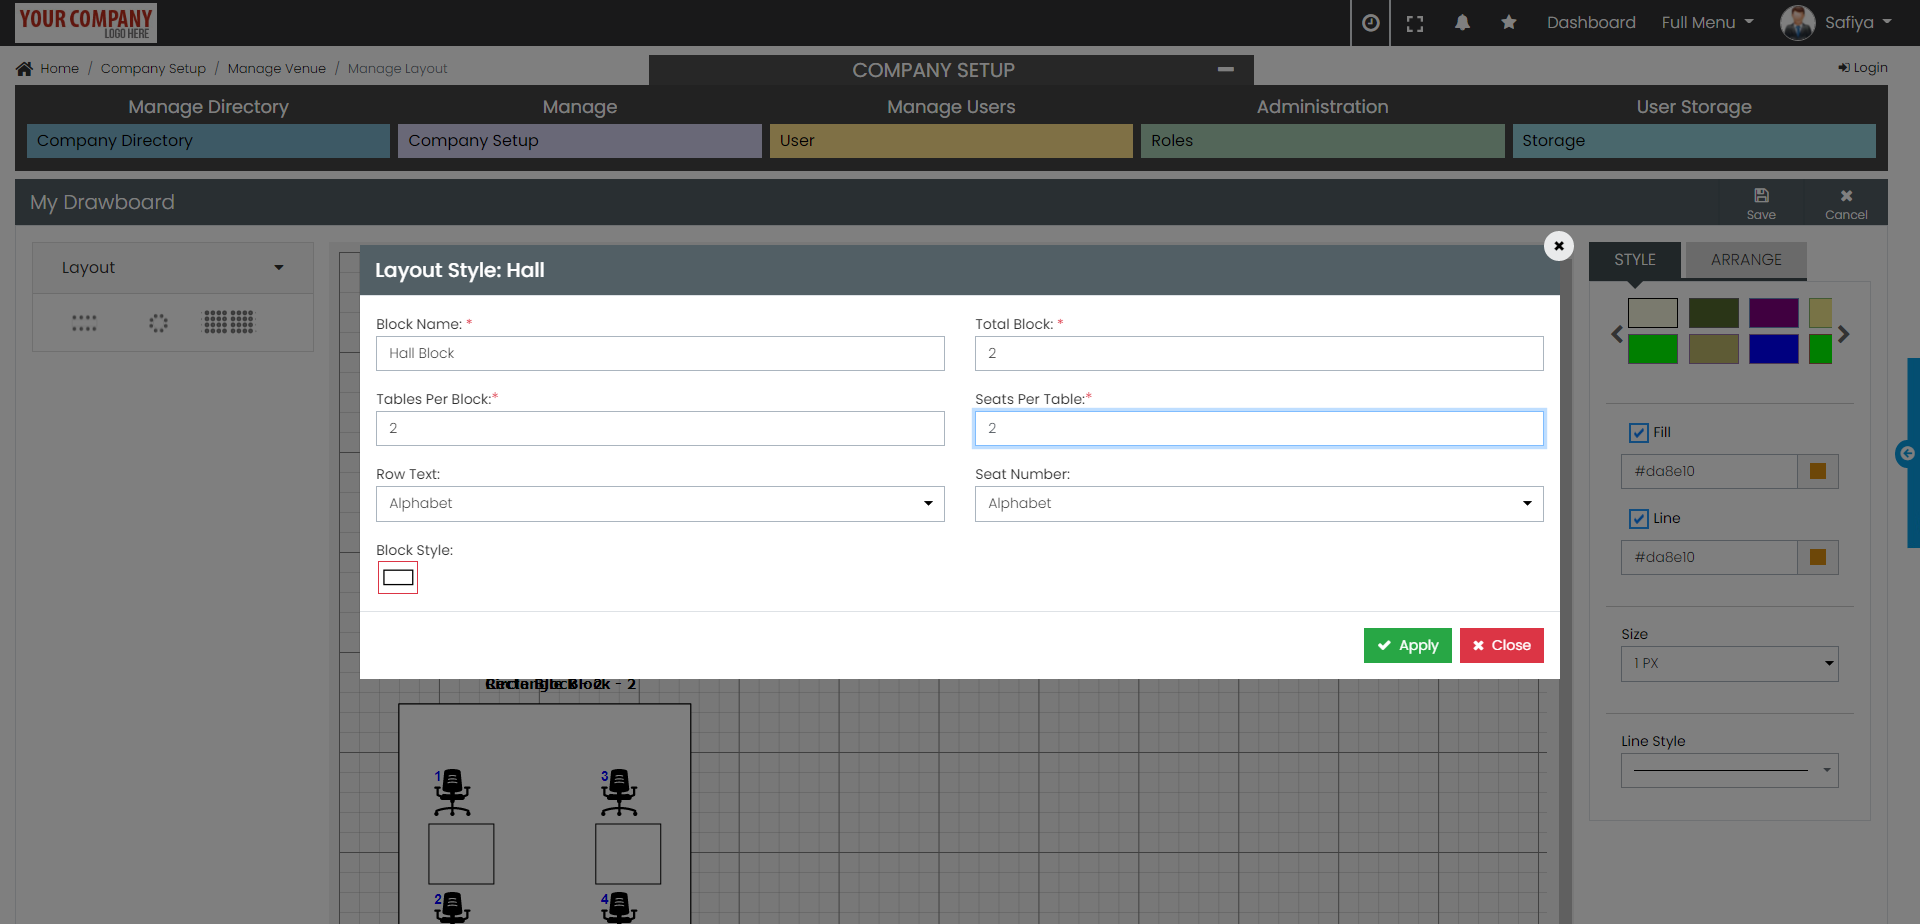 YOUR COMPANY
LOGO HERE
Dashboard
Full Menu
Safiya
Home / Company Setup / Manage Venue / Manage Layout
COMPANY SETUP
Login
Manage Directory
Manage
Manage Users
Administration
User Storage
Company Directory
Company Setup
User
Roles
Storage
My Drawboard
Save
Cancel
Layout
Layout Style: Hall
STYLE
ARRANGE
Block Name: *
Total Block: *
Hall Block
2
Tables Per Block:*
Seats Per Table:*
2
2
Row Text:
Seat Number:
Alphabet
Alphabet
Block Style:
Apply
Close
Fill
#da8e10
Line
#da8e10
Size
1 PX
Line Style
Block - 2
1
3
2
4